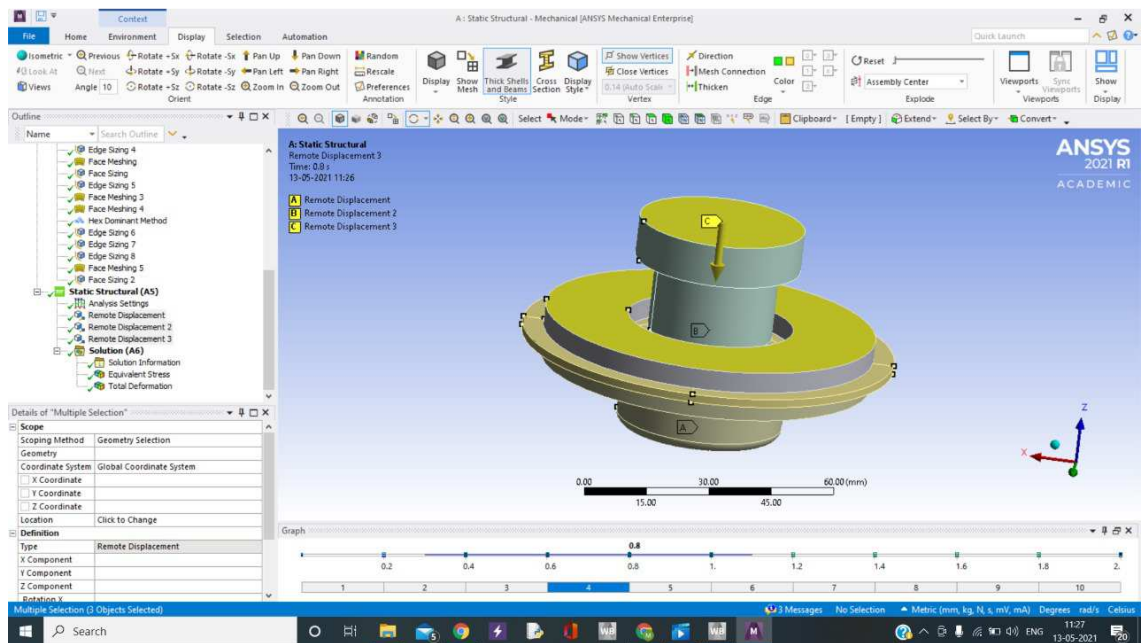 Context
A : Static Structural - Mechanical [ANSYS Mechanical Enterprise]
File Home Environment Display Selection Automation
Quick Launch
Isometric Previous Rotate +Sx Rotate -Sx Pan Up Pan Down Random
Look At Next Rotate +Sy Rotate -Sy Pan Left Pan Right Rescale
Views Angle 10 Rotate +Sz Rotate -Sz Zoom In Zoom Out Preferences
Orient
Annotation
Display Show Mesh Thick Shells and Beams Cross Section Display Style
Style
Show Vertices
Close Vertices
0.14 (Auto Scale)
Vertex
Direction
Mesh Connection
Thicken
Color
Edge
Reset
Assembly Center
Explode
Viewports Sync Viewports
Viewports
Show
Display
Outline
Name Search Outline
Select Mode Clipboard [Empty] Extend Select By Convert
Edge Sizing 4
Face Meshing
Face Sizing
Edge Sizing 5
Face Meshing 3
Face Meshing 4
Hex Dominant Method
Edge Sizing 6
Edge Sizing 7
Edge Sizing 8
Face Meshing 5
Face Sizing 2
Static Structural (A5)
Analysis Settings
Remote Displacement
Remote Displacement 2
Remote Displacement 3
Solution (A6)
Solution Information
Equivalent Stress
Total Deformation
Details of "Multiple Selection"
Scope
Scoping Method Geometry Selection
Geometry
Coordinate System Global Coordinate System
X Coordinate
Y Coordinate
Z Coordinate
Location Click to Change
Definition
Type Remote Displacement
X Component
Y Component
Z Component
Rotation X
A: Static Structural
Remote Displacement 3
Time: 0.8 s
13-05-2021 11:26
A Remote Displacement
B Remote Displacement 2
C Remote Displacement 3
ANSYS
2021 R1
ACADEMIC
C
B
A
Z
X
0.00 30.00 60.00 (mm)
15.00 45.00
Graph
0.8
0.2 0.4 0.6 0.8 1. 1.2 1.4 1.6 1.8 2.
1 2 3 4 5 6 7 8 9 10
Multiple Selection (3 Objects Selected) 3 Messages No Selection Metric (mm, kg, N, s, mV, mA) Degrees rad/s Celsius
Search
ENG
11:27
13-05-2021